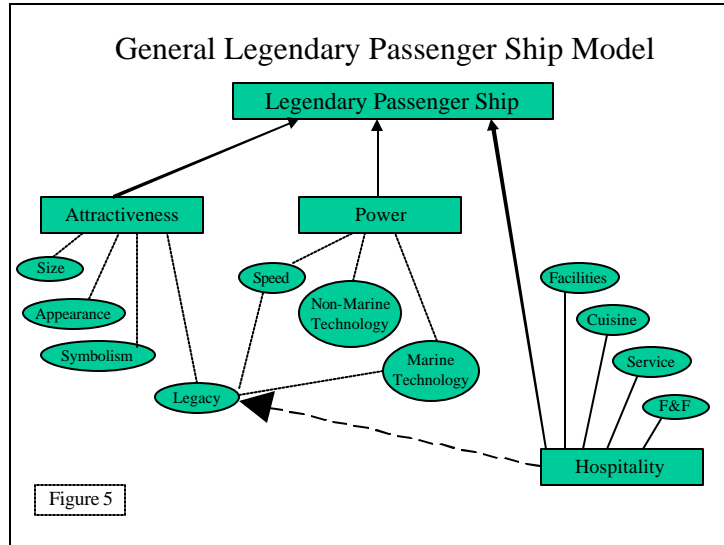 General Legendary Passenger Ship Model
Legendary Passenger Ship
Attractiveness
Power
Size
Speed
Facilities
Non-Marine
Technology
Appearance
Cuisine
Symbolism
Marine
Technology
Service
Legacy
F&F
Hospitality
Figure 5